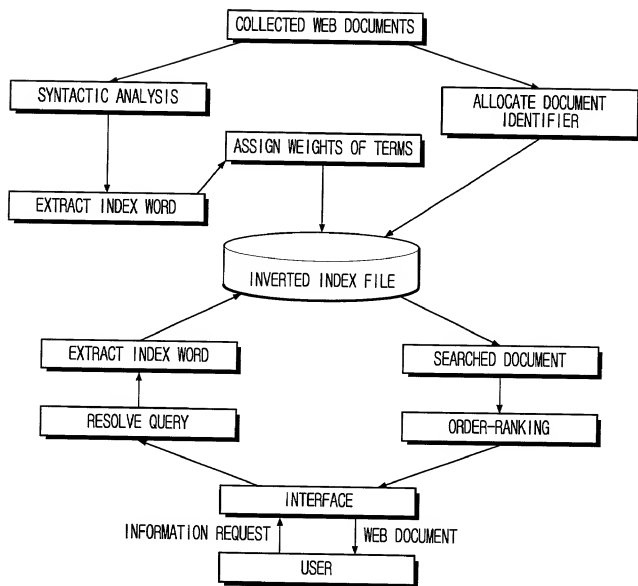 COLLECTED WEB DOCUMENTS
SYNTACTIC ANALYSIS
ALLOCATE DOCUMENT
IDENTIFIER
ASSIGN WEIGHTS OF TERMS
EXTRACT INDEX WORD
INVERTED INDEX FILE
EXTRACT INDEX WORD
SEARCHED DOCUMENT
RESOLVE QUERY
ORDER-RANKING
INTERFACE
INFORMATION REQUEST
WEB DOCUMENT
USER